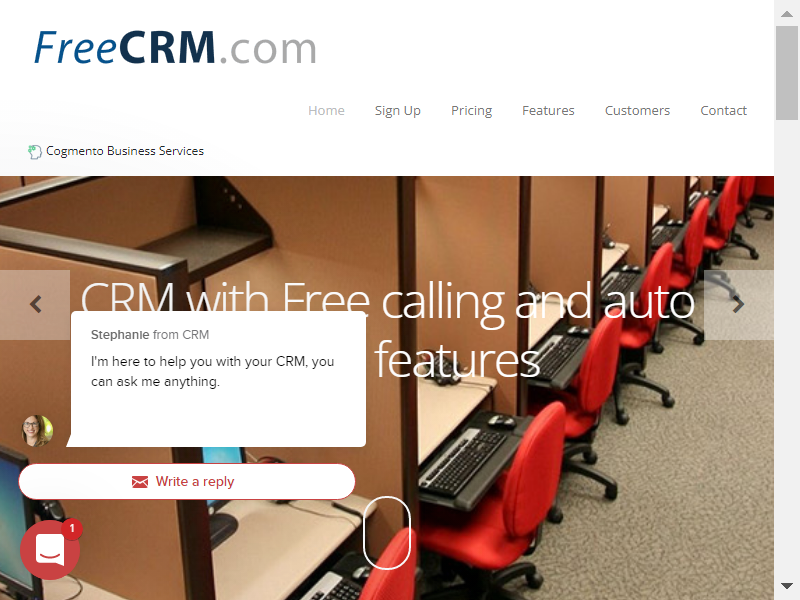 FreeCRM.com
Home Sign Up Pricing Features Customers Contact
Cogmento Business Services
CRM with Free calling and auto
features
Stephanie from CRM
I'm here to help you with your CRM, you
can ask me anything.
Write a reply
1